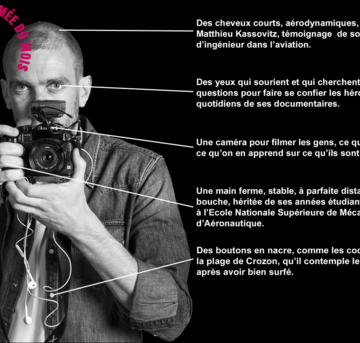 MÉE DU MOIS
Des cheveux courts, aérodynamiques,
Matthieu Kassovitz, témoignage de so
d'ingénieur dans l'aviation.
Des yeux qui sourient et qui cherchent
questions pour faire se confier les héro
quotidiens de ses documentaires.
Une caméra pour filmer les gens, ce qu
ce qu'on en apprend sur ce qu'ils sont
Une main ferme, stable, à parfaite dista
bouche, héritée de ses années étudian
à l'Ecole Nationale Supérieure de Méca
d'Aéronautique.
Des boutons en nacre, comme les coq
la plage de Crozon, qu'il contemple le
après avoir bien surfé.